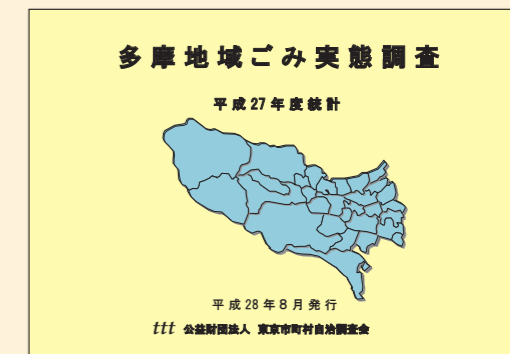 多摩地域ごみ実態調査
平成27年度統計
平成28年8月発行
ttt 公益財団法人 東京市町村自治調査会